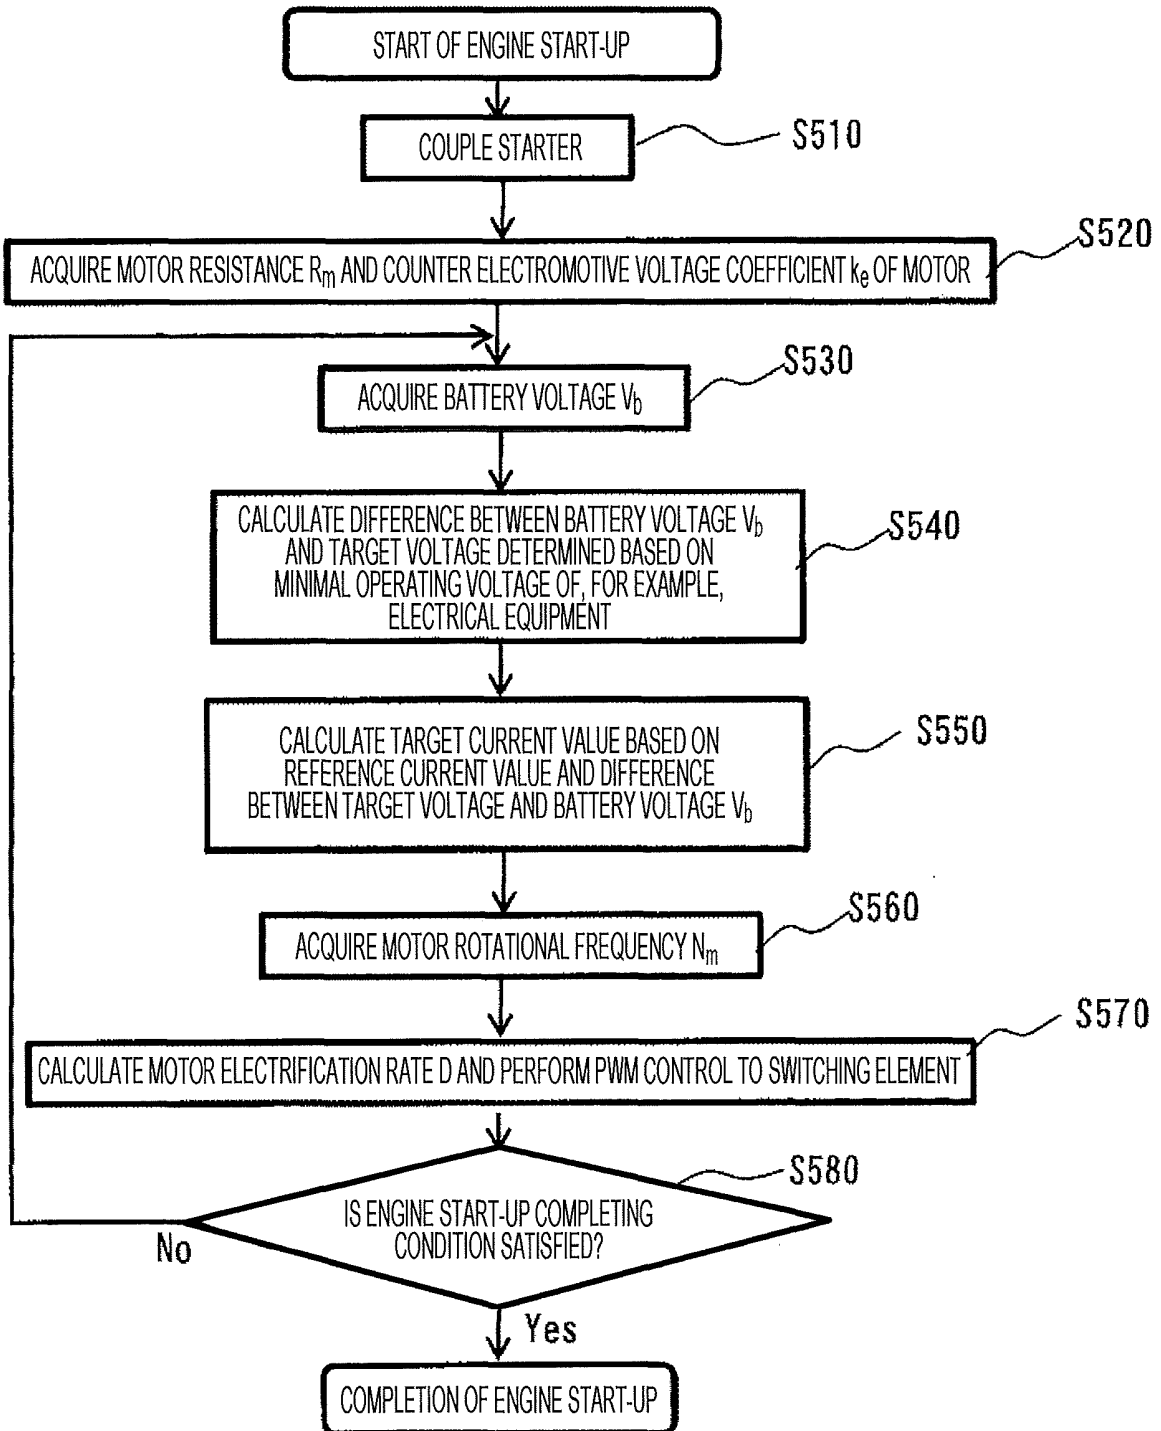 START OF ENGINE START-UP
COUPLE STARTER
S510
S520
ACQUIRE MOTOR RESISTANCE Rm AND COUNTER ELECTROMOTIVE VOLTAGE COEFFICIENT ke OF MOTOR
S530
ACQUIRE BATTERY VOLTAGE Vb
CALCULATE DIFFERENCE BETWEEN BATTERY VOLTAGE Vb
AND TARGET VOLTAGE DETERMINED BASED ON
MINIMAL OPERATING VOLTAGE OF, FOR EXAMPLE,
ELECTRICAL EQUIPMENT
S540
CALCULATE TARGET CURRENT VALUE BASED ON
REFERENCE CURRENT VALUE AND DIFFERENCE
BETWEEN TARGET VOLTAGE AND BATTERY VOLTAGE Vb
S550
S560
ACQUIRE MOTOR ROTATIONAL FREQUENCY Nm
S570
CALCULATE MOTOR ELECTRIFICATION RATE D AND PERFORM PWM CONTROL TO SWITCHING ELEMENT
S580
IS ENGINE START-UP COMPLETING
CONDITION SATISFIED?
No
Yes
COMPLETION OF ENGINE START-UP